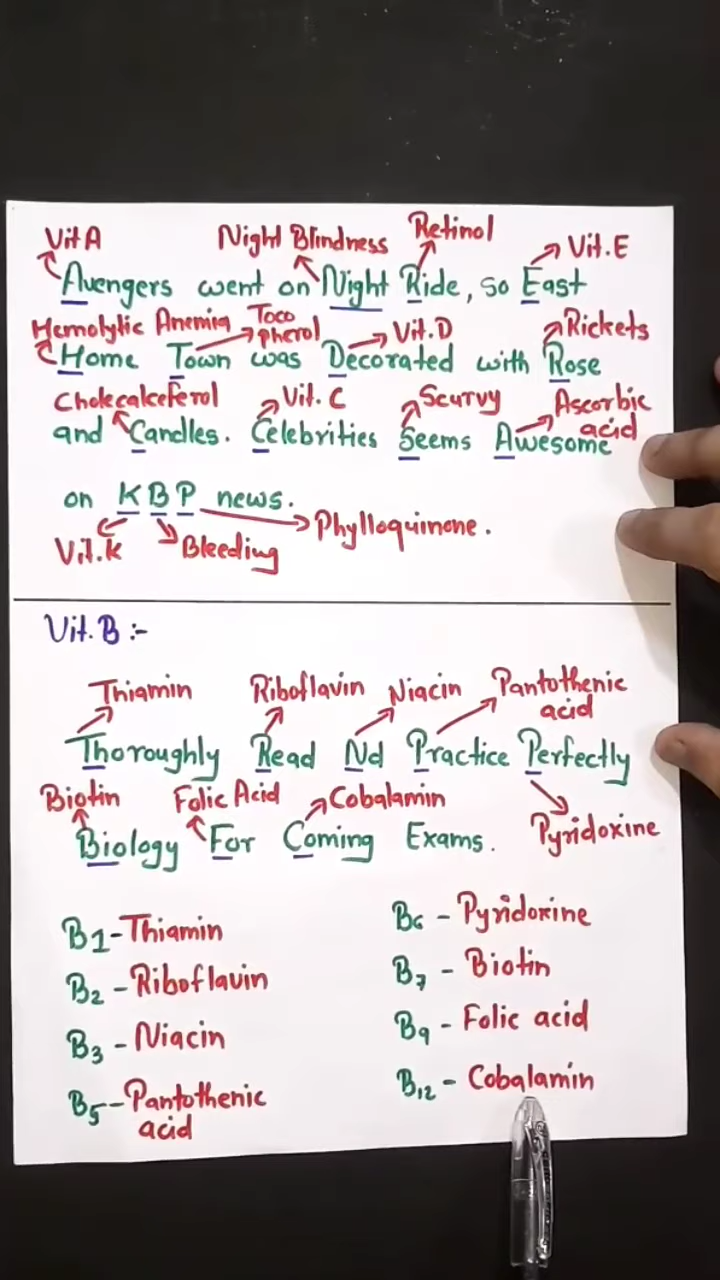 Vit A Night Blindness Retinol Vit. E
Avengers went on Night Ride, so East
Hemolytic Anemia Toco pherol Vit. D Rickets
Home Town was Decorated with Rose
Cholecalceferol Vit. C Scurvy Ascorbic acid
and Candles. Celebrities Seems Awesome
on KBP news.
Vit. K Bleeding Phylloquinone.
Vit. B :-
Thiamin Riboflavin Niacin Pantothenic acid
Thoroughly Read Nd Practice Perfectly
Biotin Folic Acid Cobalamin Pyridoxine
Biology For Coming Exams.
B1 - Thiamin
B2 - Riboflavin
B3 - Niacin
B5 - Pantothenic
acid
B6 - Pyridoxine
B7 - Biotin
B9 - Folic acid
B12 - Cobalamin